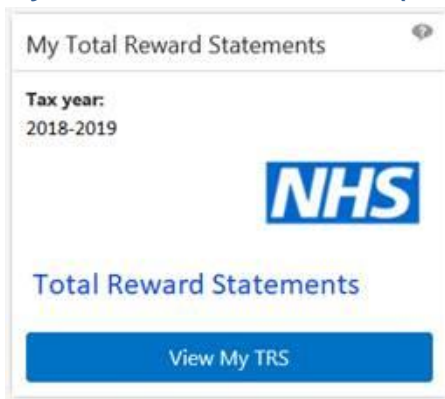 My Total Reward Statements
Tax year:
2018-2019
NHS
Total Reward Statements
View My TRS